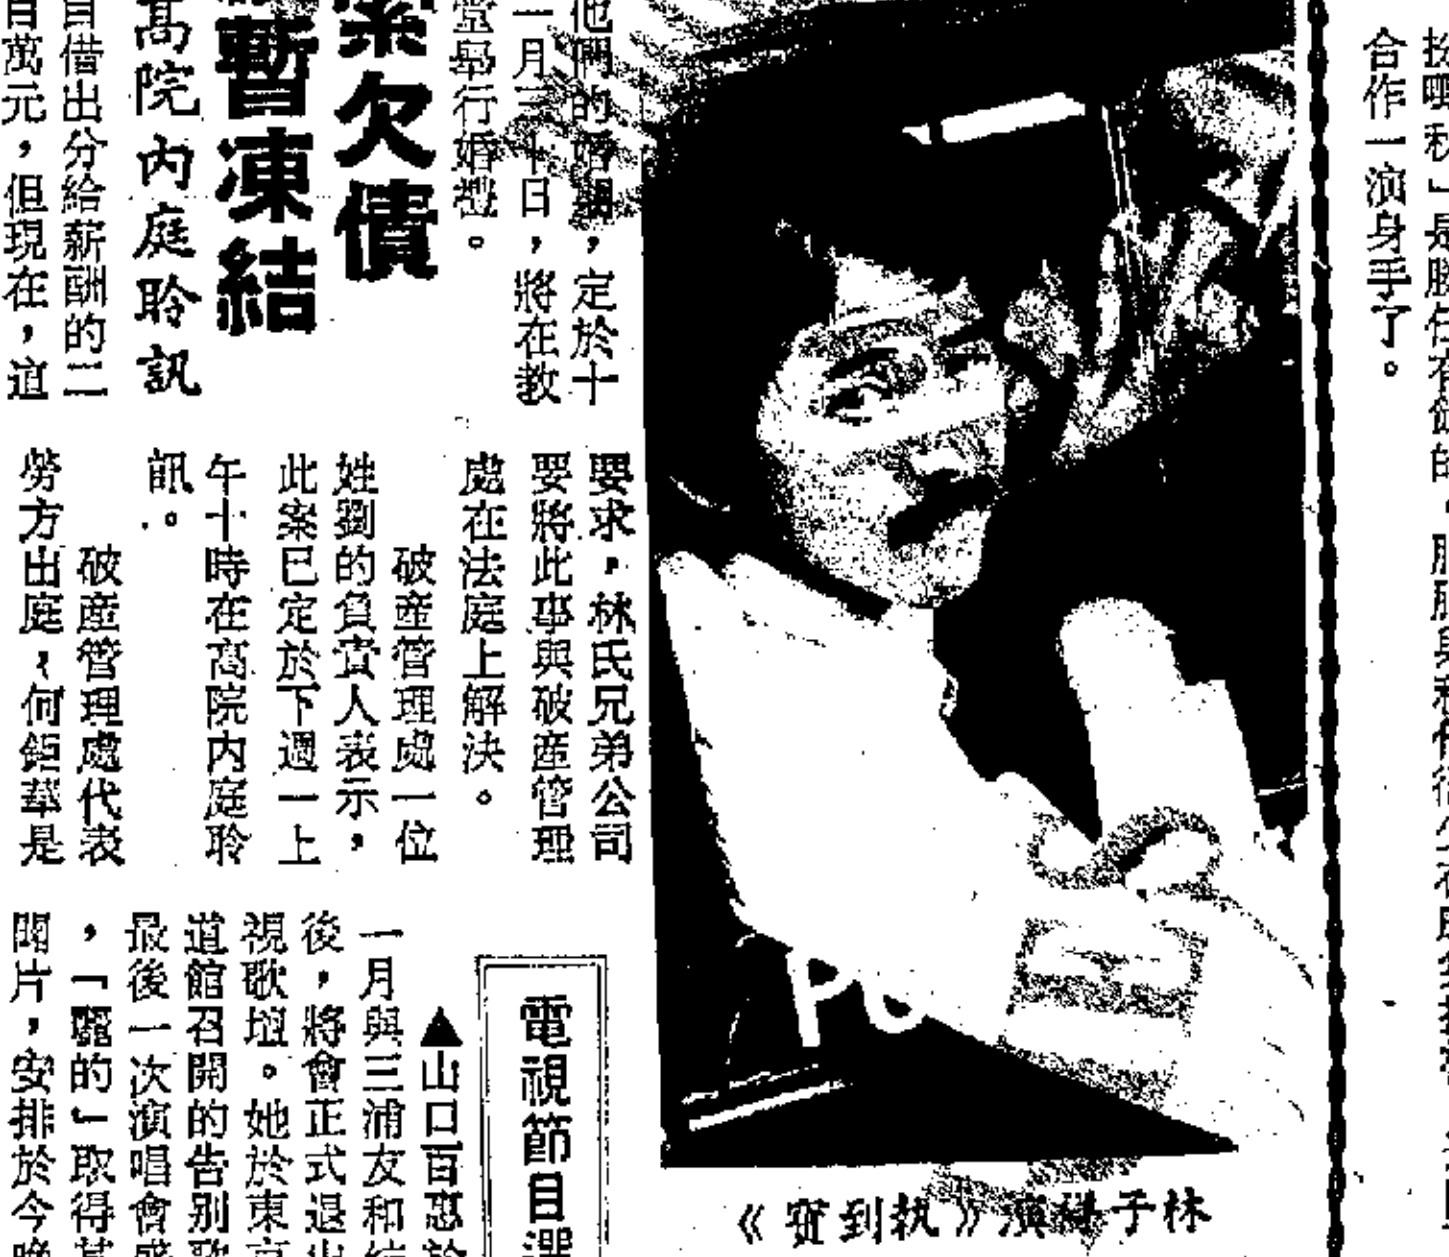 合作一演身手了。
他們的婚期，定於十
一月三十日，將在教
堂舉行婚禮。
案欠債
暫凍結
高院內庭聆訊
自借出分給薪酬的二
百萬元，但現在，這
要求，林氏兄弟公司
要將此事與破產管理
處在法庭上解決。
破產管理處一位
姓劉的負責人表示，
此案已定於下週一上
午十時在高院內庭聆
訊。
破產管理處代表
勞方出庭，何鉅華是
林子祥演《執到寶》
電視節目選
▲山口百惠於
一月與三浦友和結
後，將會正式退出
視歌壇。她於東京
道館召開的告別歌
最後一次演唱會盛
，「麗的」取得其
聞片，安排於今晚